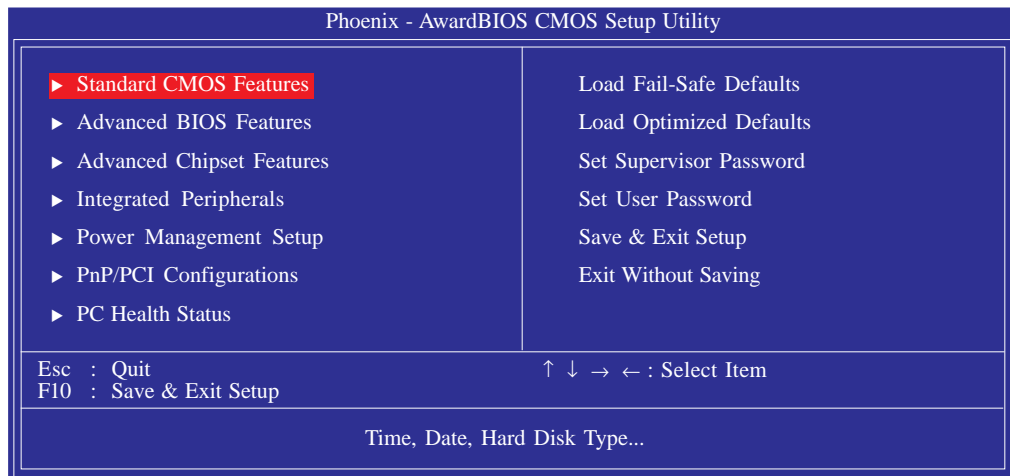 Phoenix - AwardBIOS CMOS Setup Utility
► Standard CMOS Features
► Advanced BIOS Features
► Advanced Chipset Features
► Integrated Peripherals
► Power Management Setup
► PnP/PCI Configurations
► PC Health Status
Load Fail-Safe Defaults
Load Optimized Defaults
Set Supervisor Password
Set User Password
Save & Exit Setup
Exit Without Saving
Esc : Quit
F10 : Save & Exit Setup
↑ ↓ → ← : Select Item
Time, Date, Hard Disk Type...